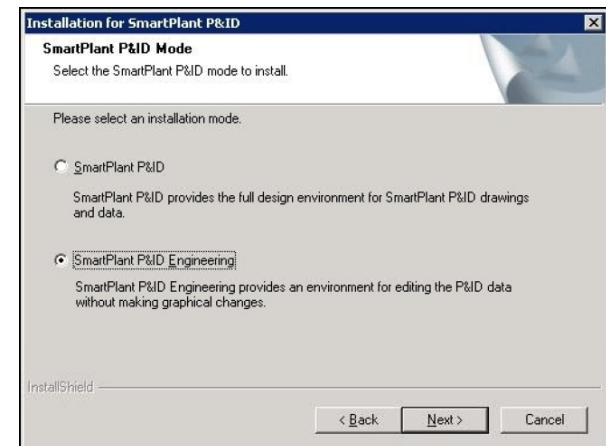 Installation for SmartPlant P&ID
SmartPlant P&ID Mode
Select the SmartPlant P&ID mode to install.
Please select an installation mode.
SmartPlant P&ID
SmartPlant P&ID provides the full design environment for SmartPlant P&ID drawings
and data.
SmartPlant P&ID Engineering
SmartPlant P&ID Engineering provides an environment for editing the P&ID data
without making graphical changes.
InstallShield
< Back Next > Cancel